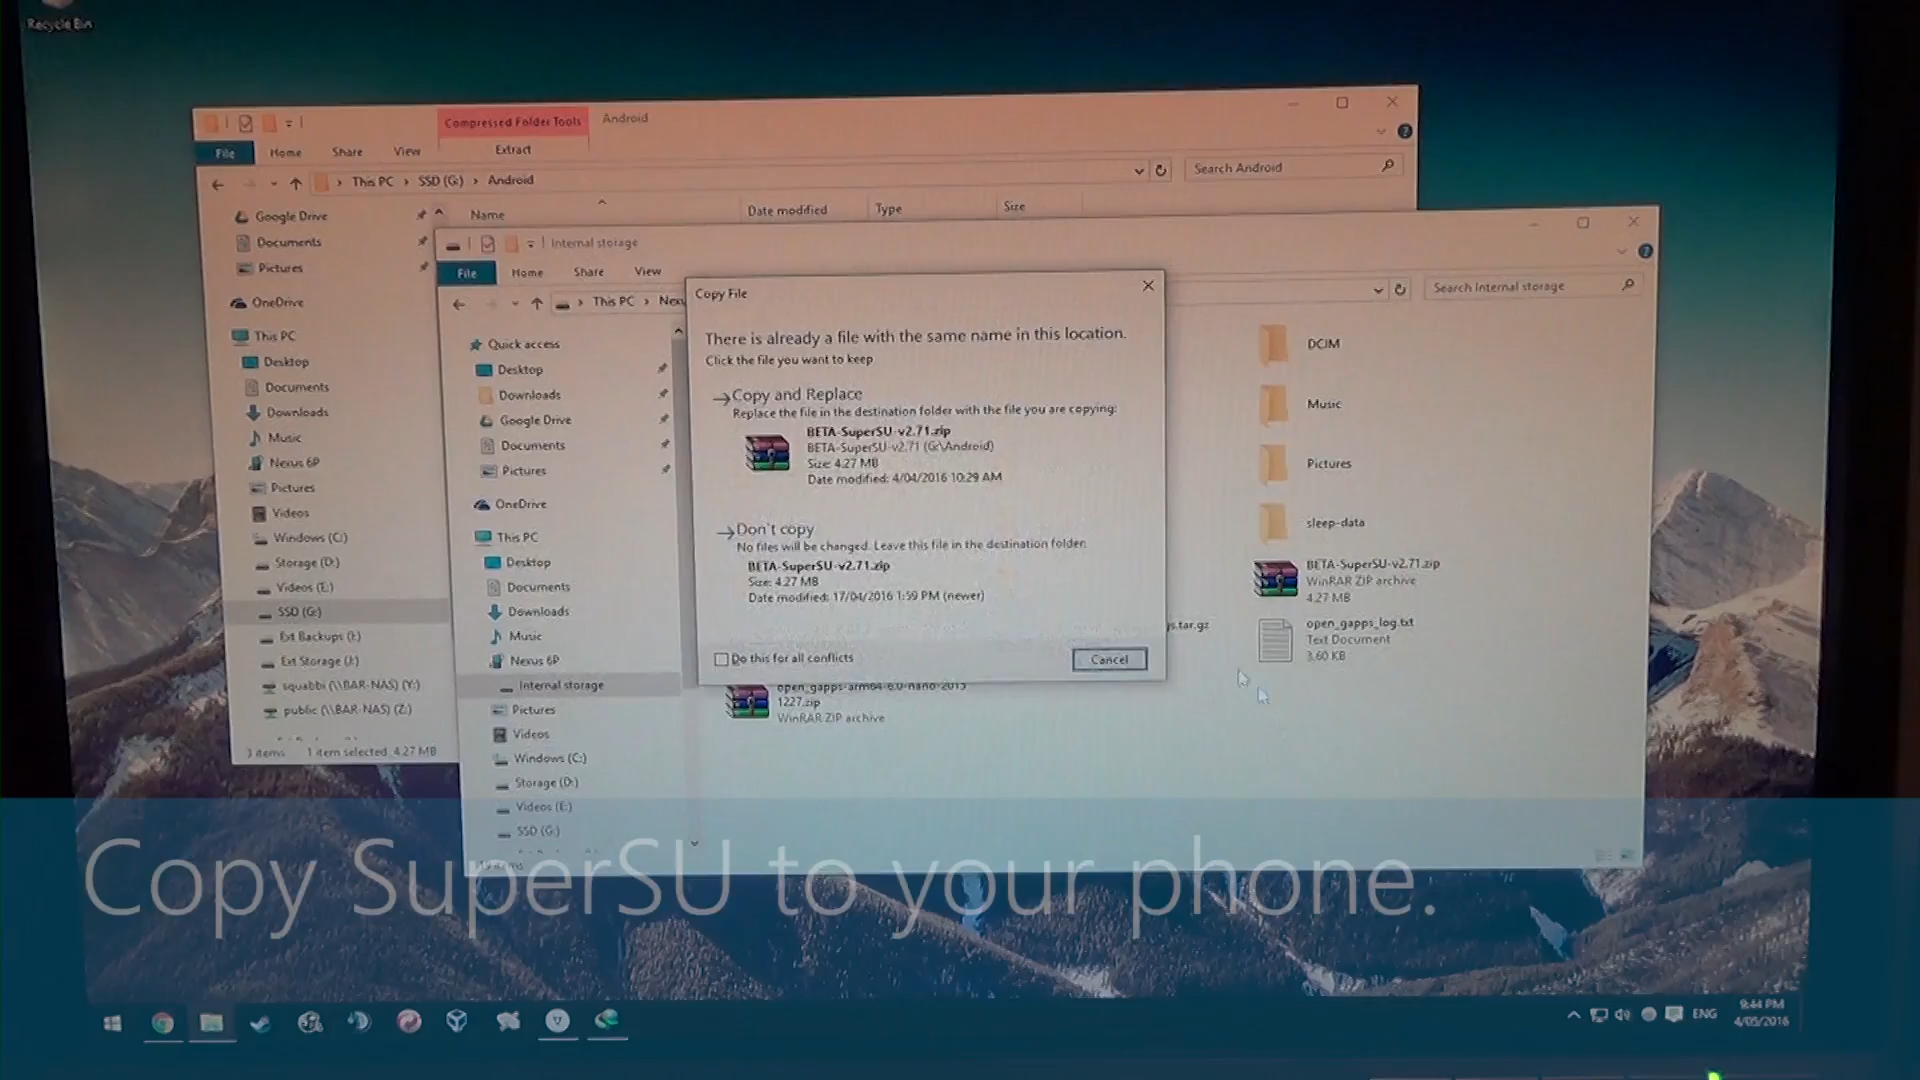 Recycle Bin
Compressed Folder Tools
Android
File
Home
Share
View
Extract
This PC > SSD (G:) > Android
Search Android
Name
Date modified
Type
Size
Google Drive
Documents
Pictures
OneDrive
This PC
Desktop
Documents
Downloads
Music
Nexus 6P
Pictures
Videos
Windows (C:)
Storage (D:)
Videos (E:)
SSD (G:)
Ext Backups (I:)
Ext Storage (J:)
squabbi (\\BAR-NAS) (Y:)
public (\\BAR-NAS) (Z:)
3 items
1 item selected 4.27 MB
Internal storage
File
Home
Share
View
This PC
Search Internal storage
Quick access
Desktop
Downloads
Google Drive
Documents
Pictures
OneDrive
This PC
Desktop
Documents
Downloads
Music
Nexus 6P
Internal storage
Pictures
Videos
Windows (C:)
Storage (D:)
Videos (E:)
SSD (G:)
Copy File
There is already a file with the same name in this location.
Click the file you want to keep
Copy and Replace
Replace the file in the destination folder with the file you are copying:
BETA-SuperSU-v2.71.zip
BETA-SuperSU-v2.71 (G:\Android)
Size: 4.27 MB
Date modified: 4/04/2016 10:29 AM
Don't copy
No files will be changed. Leave this file in the destination folder.
BETA-SuperSU-v2.71.zip
Size: 4.27 MB
Date modified: 17/04/2016 1:59 PM (newer)
Do this for all conflicts
Cancel
open_gapps-arm64-6.0-nano-2015
1227.zip
WinRAR ZIP archive
DCIM
Music
Pictures
sleep-data
BETA-SuperSU-v2.71.zip
WinRAR ZIP archive
4.27 MB
open_gapps_log.txt
Text Document
3.60 KB
Copy SuperSU to your phone.
ENG
9:44 PM
4/05/2016